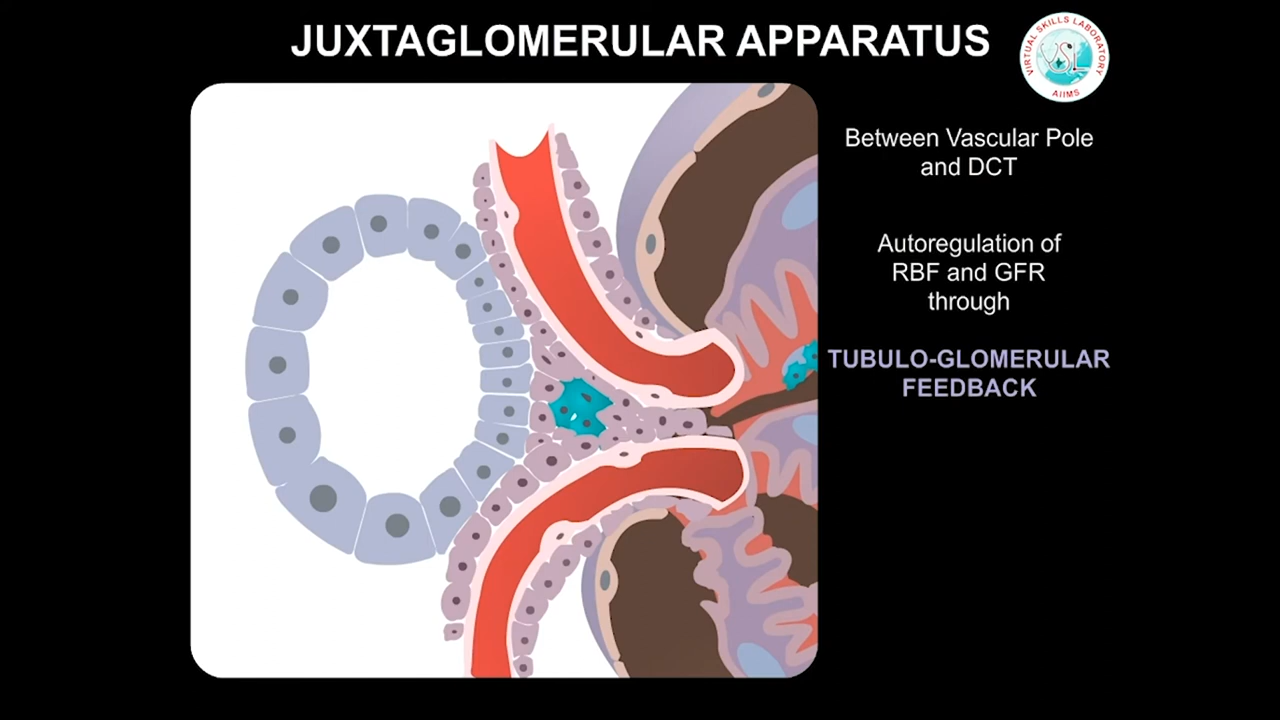 JUXTAGLOMERULAR APPARATUS
VIRTUAL SKILLS LABORATORY
VSL
AIIMS
Between Vascular Pole
and DCT
Autoregulation of
RBF and GFR
through
TUBULO-GLOMERULAR
FEEDBACK